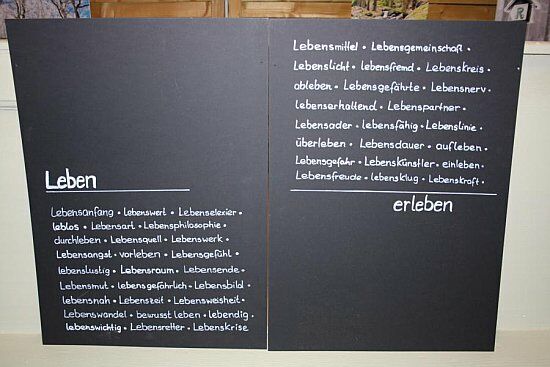 Leben
Lebensanfang • lebenswert • Lebenselexier •
leblos • Lebensart • Lebensphilosophie •
durchleben • Lebensquell • Lebenswerk •
Lebensangst • vorleben • Lebensgefühl •
lebenslustig • Lebensraum • Lebensende •
Lebensmut • lebensgefährlich • Lebensbild •
lebensnah • Lebenszeit • Lebensweisheit •
Lebenswandel • bewusst leben • lebendig •
lebenswichtig • Lebensretter • Lebenskrise
Lebensmittel • Lebensgemeinschaft •
Lebenslicht • lebensfremd • Lebenskreis •
ableben • Lebensgefährte • Lebensnerv •
lebenserhaltend • Lebenspartner •
Lebensader • lebensfähig • Lebenslinie •
überleben • Lebensdauer • aufleben •
Lebensgefahr • Lebenskünstler • einleben •
Lebensfreude • lebensklug • Lebenskraft •
erleben